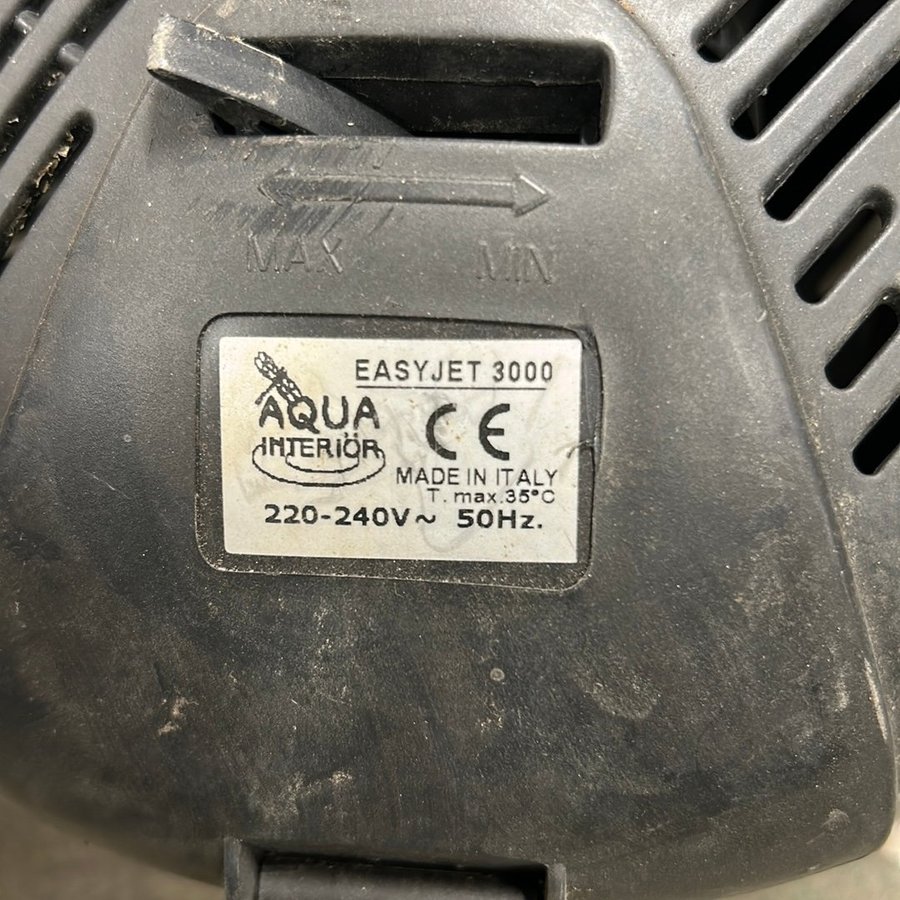 MAX MIN
EASYJET 3000
AQUA
INTERIÖR
CE
MADE IN ITALY
T. max.35°C
220-240V~ 50Hz.